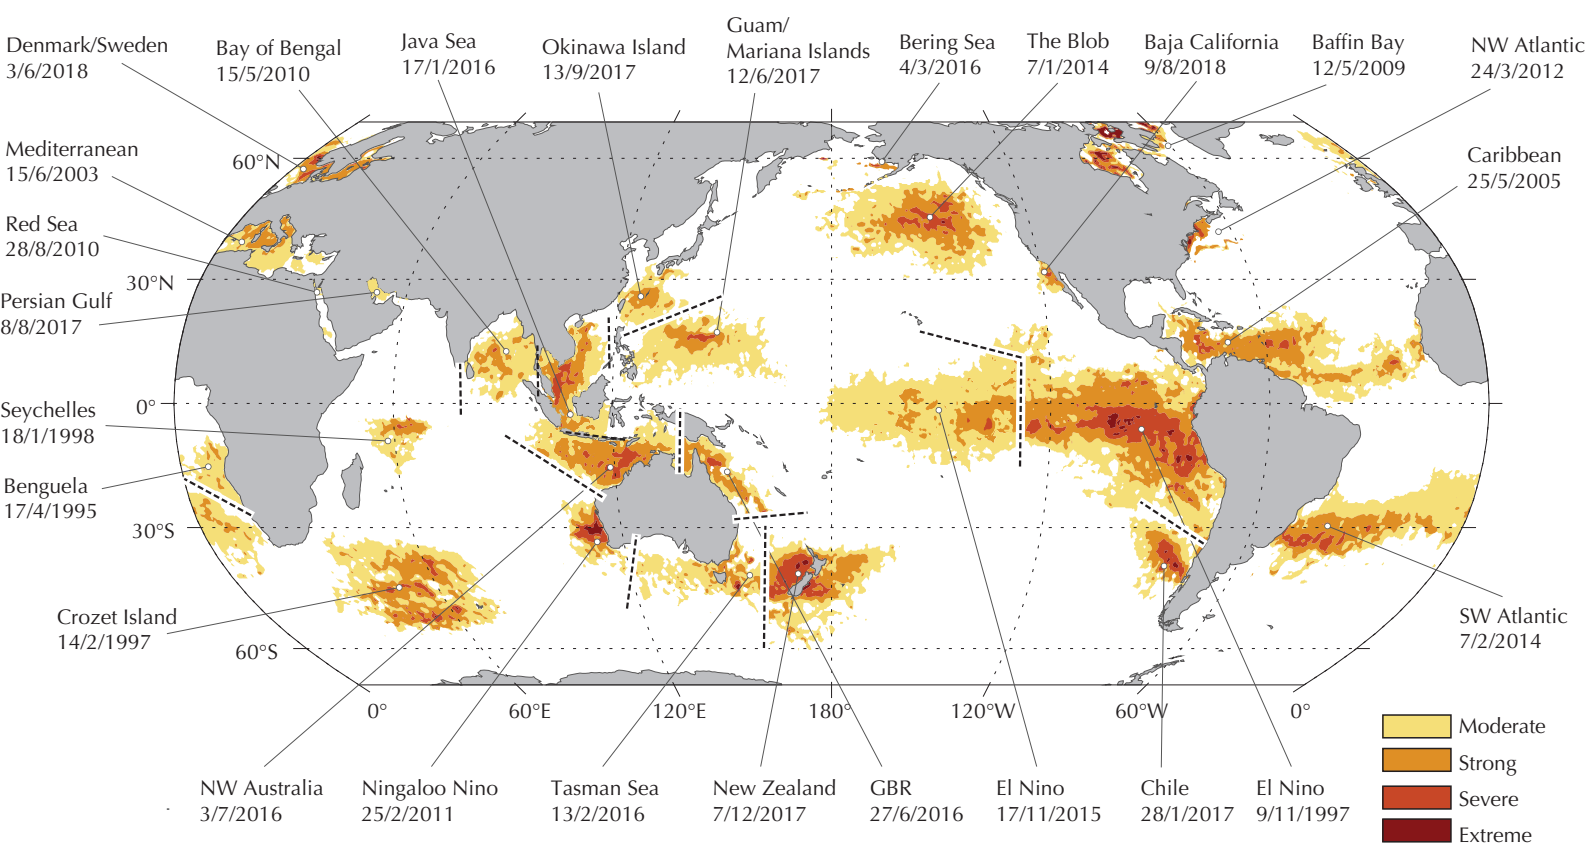 Denmark/Sweden
3/6/2018
Bay of Bengal
15/5/2010
Java Sea
17/1/2016
Okinawa Island
13/9/2017
Guam/
Mariana Islands
12/6/2017
Bering Sea
4/3/2016
The Blob
7/1/2014
Baja California
9/8/2018
Baffin Bay
12/5/2009
NW Atlantic
24/3/2012
Mediterranean
15/6/2003
Caribbean
25/5/2005
Red Sea
28/8/2010
Persian Gulf
8/8/2017
Seychelles
18/1/1998
Benguela
17/4/1995
Crozet Island
14/2/1997
SW Atlantic
7/2/2014
60°N
30°N
0°
30°S
60°S
0°
60°E
120°E
180°
120°W
60°W
0°
NW Australia
3/7/2016
Ningaloo Nino
25/2/2011
Tasman Sea
13/2/2016
New Zealand
7/12/2017
GBR
27/6/2016
El Nino
17/11/2015
Chile
28/1/2017
El Nino
9/11/1997
Moderate
Strong
Severe
Extreme